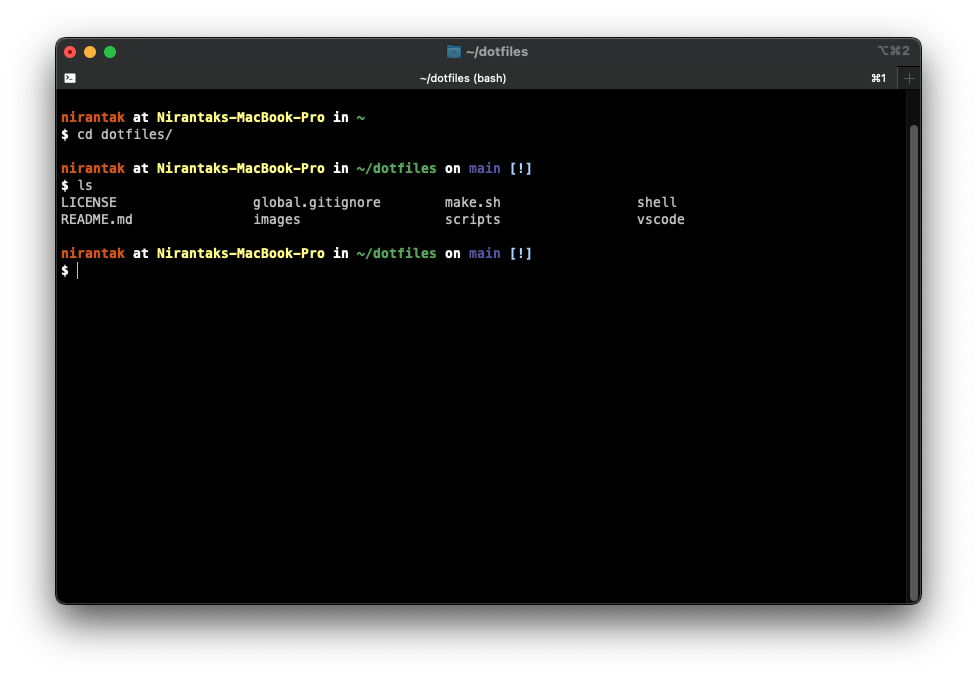 ~/dotfiles ⌥⌘2
~/dotfiles (bash) ⌘1
nirantak at Nirantaks-MacBook-Pro in ~
$ cd dotfiles/
nirantak at Nirantaks-MacBook-Pro in ~/dotfiles on main [!]
$ ls
LICENSE global.gitignore make.sh shell
README.md images scripts vscode
nirantak at Nirantaks-MacBook-Pro in ~/dotfiles on main [!]
$